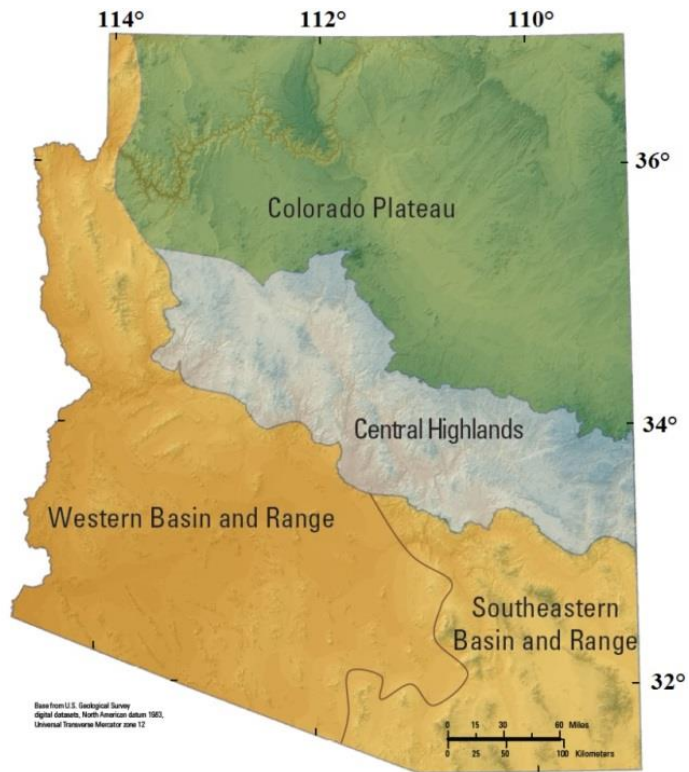 114° 112° 110°
36°
Colorado Plateau
Central Highlands
34°
Western Basin and Range
Southeastern
Basin and Range
32°
Base from U.S. Geological Survey
digital datasets, North American datum 1983,
Universal Transverse Mercator zone 12
0 15 30 60 Miles
0 25 50 100 Kilometers